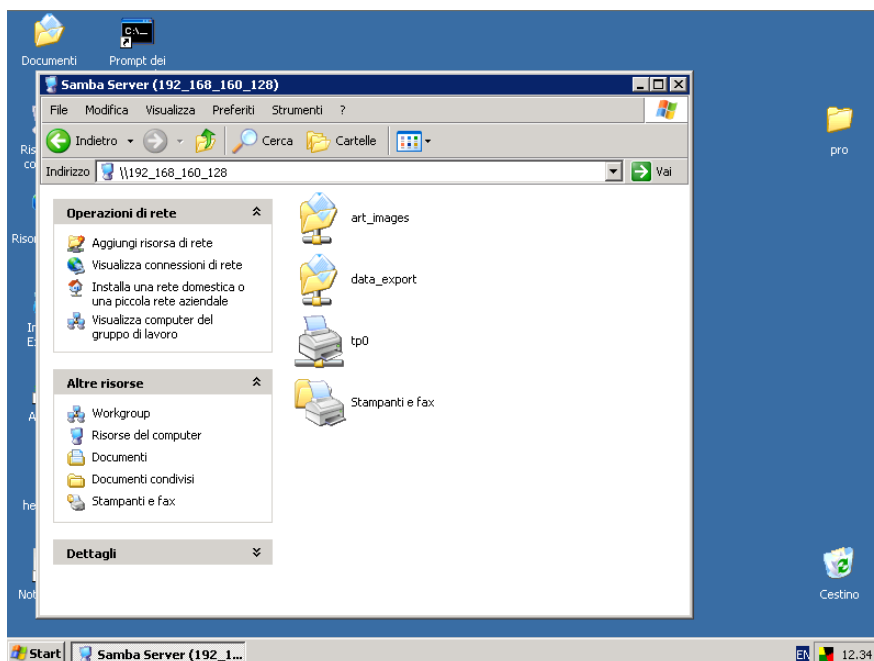 Documenti
Prompt dei
Samba Server (192_168_160_128)
File Modifica Visualizza Preferiti Strumenti ?
Indietro Cerca Cartelle
Indirizzo \\192_168_160_128 Vai
Operazioni di rete
Aggiungi risorsa di rete
Visualizza connessioni di rete
Installa una rete domestica o
una piccola rete aziendale
Visualizza computer del
gruppo di lavoro
Altre risorse
Workgroup
Risorse del computer
Documenti
Documenti condivisi
Stampanti e fax
Dettagli
art_images
data_export
tp0
Stampanti e fax
pro
Cestino
Start Samba Server (192_1... EN 12.34